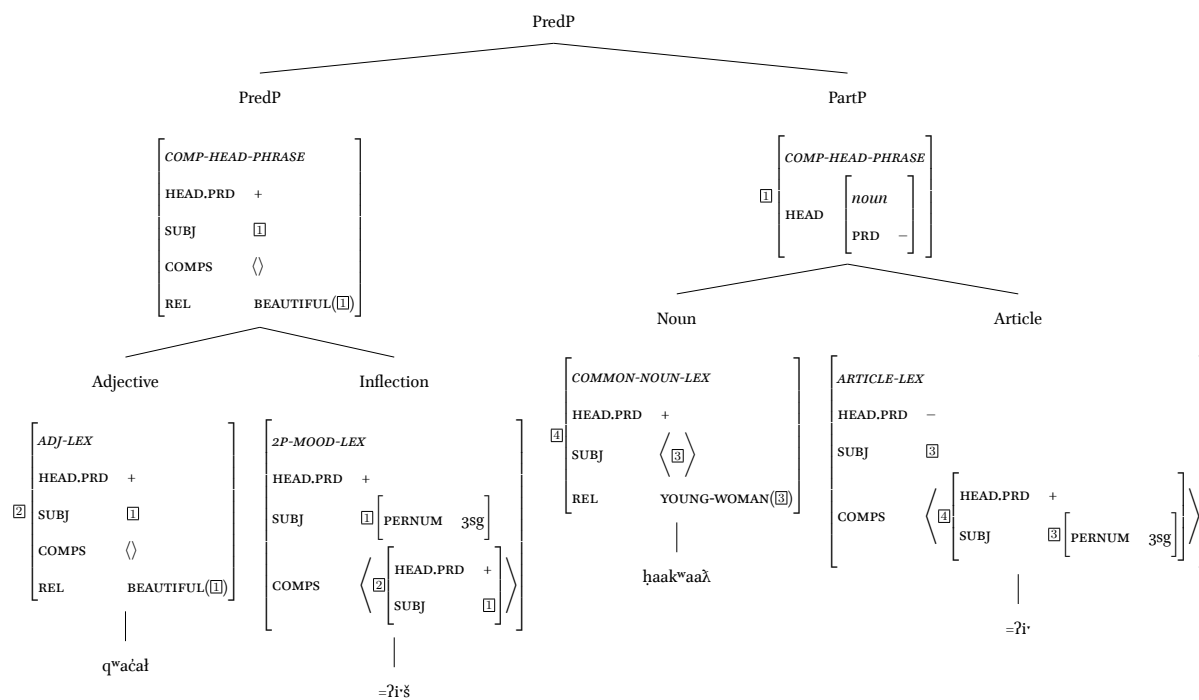 PredP
PredP
PartP
COMP-HEAD-PHRASE
HEAD.PRD +
SUBJ 1
COMPS ⟨⟩
REL BEAUTIFUL(1)
1 COMP-HEAD-PHRASE
HEAD noun
PRD −
Adjective
Inflection
Noun
Article
2 ADJ-LEX
HEAD.PRD +
SUBJ 1
COMPS ⟨⟩
REL BEAUTIFUL(1)
qʷac̓ał
2P-MOOD-LEX
HEAD.PRD +
SUBJ 1 [PERNUM 3sg]
COMPS ⟨ 2 [HEAD.PRD +
SUBJ 1] ⟩
=ʔi·š
4 COMMON-NOUN-LEX
HEAD.PRD +
SUBJ ⟨3⟩
REL YOUNG-WOMAN(3)
ḥaakʷaaƛ
ARTICLE-LEX
HEAD.PRD −
SUBJ 3
COMPS ⟨ 4 [HEAD.PRD +
SUBJ 3 [PERNUM 3sg]] ⟩
=ʔi·